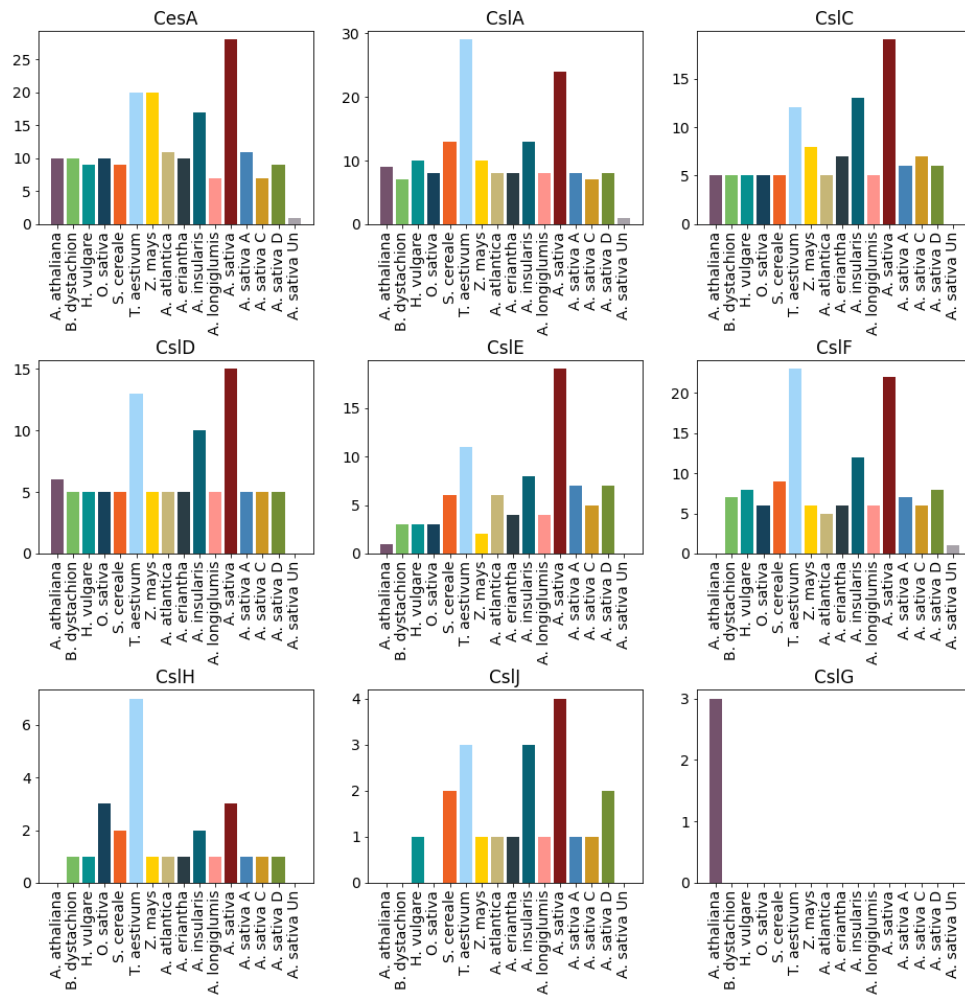 CesA CslA CslC
25 30
20 15
15 20 10
10 10 5
5
0 0 0
A. athaliana B. dystachion H. vulgare O. sativa S. cereale T. aestivum Z. mays A. atlantica A. eriantha A. insularis A. longiglumis A. sativa A. sativa A A. sativa C A. sativa D A. sativa Un
A. athaliana B. dystachion H. vulgare O. sativa S. cereale T. aestivum Z. mays A. atlantica A. eriantha A. insularis A. longiglumis A. sativa A. sativa A A. sativa C A. sativa D A. sativa Un
A. athaliana B. dystachion H. vulgare O. sativa S. cereale T. aestivum Z. mays A. atlantica A. eriantha A. insularis A. longiglumis A. sativa A. sativa A A. sativa C A. sativa D A. sativa Un
CslD CslE CslF
15 15 20
10 10 15
5 5 10
0 0 5
0
A. athaliana B. dystachion H. vulgare O. sativa S. cereale T. aestivum Z. mays A. atlantica A. eriantha A. insularis A. longiglumis A. sativa A. sativa A A. sativa C A. sativa D A. sativa Un
A. athaliana B. dystachion H. vulgare O. sativa S. cereale T. aestivum Z. mays A. atlantica A. eriantha A. insularis A. longiglumis A. sativa A. sativa A A. sativa C A. sativa D A. sativa Un
A. athaliana B. dystachion H. vulgare O. sativa S. cereale T. aestivum Z. mays A. atlantica A. eriantha A. insularis A. longiglumis A. sativa A. sativa A A. sativa C A. sativa D A. sativa Un
CslH CslJ CslG
6 4 3
4 3 2
2 2 1
0 1 0
0
A. athaliana B. dystachion H. vulgare O. sativa S. cereale T. aestivum Z. mays A. atlantica A. eriantha A. insularis A. longiglumis A. sativa A. sativa A A. sativa C A. sativa D A. sativa Un
A. athaliana B. dystachion H. vulgare O. sativa S. cereale T. aestivum Z. mays A. atlantica A. eriantha A. insularis A. longiglumis A. sativa A. sativa A A. sativa C A. sativa D A. sativa Un
A. athaliana B. dystachion H. vulgare O. sativa S. cereale T. aestivum Z. mays A. atlantica A. eriantha A. insularis A. longiglumis A. sativa A. sativa A A. sativa C A. sativa D A. sativa Un